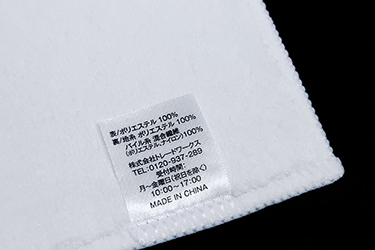 表/ポリエステル 100%
裏/地糸 ポリエステル 100%
パイル糸 混合繊維
(ポリエステル、ナイロン)100%
株式会社トレードワークス
TEL:0120-937-289
受付時間:
月~金曜日(祝日を除く)
10:00~17:00
MADE IN CHINA